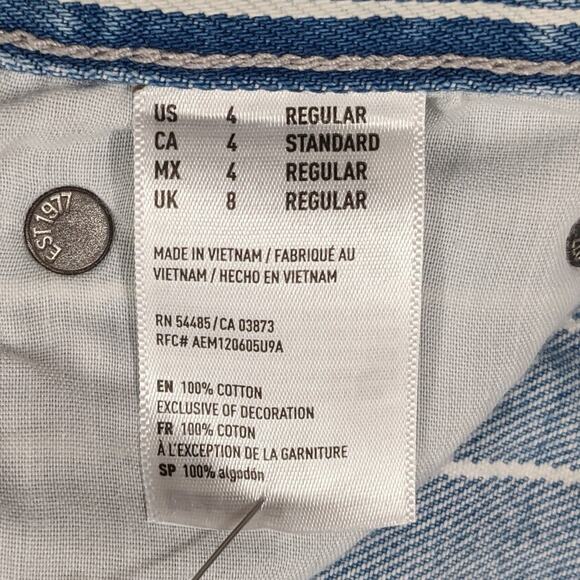 US 4 REGULAR
CA 4 STANDARD
MX 4 REGULAR
UK 8 REGULAR
MADE IN VIETNAM / FABRIQUÉ AU
VIETNAM / HECHO EN VIETNAM
RN 54485/CA 03873
RFC# AEM120605U9A
EN 100% COTTON
EXCLUSIVE OF DECORATION
FR 100% COTON
À L'EXCEPTION DE LA GARNITURE
SP 100% algodón
EST 1977